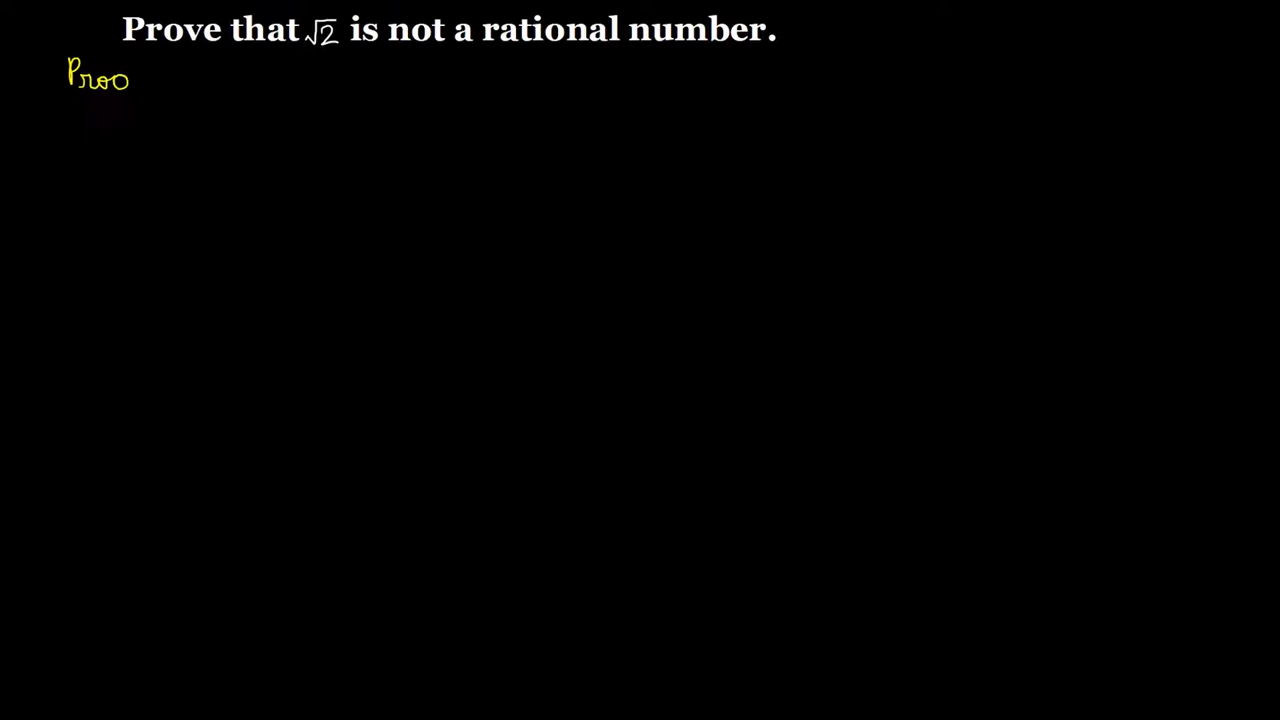 Prove that √2 is not a rational number.
Proo